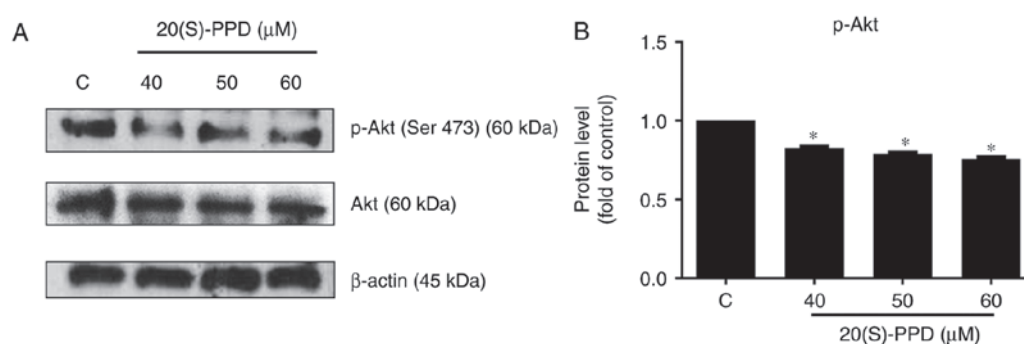 A
20(S)-PPD (μM)
C 40 50 60
p-Akt (Ser 473) (60 kDa)
Akt (60 kDa)
β-actin (45 kDa)
B
p-Akt
Protein level
(fold of control)
1.5
1.0
0.5
0.0
* * *
C 40 50 60
20(S)-PPD (μM)